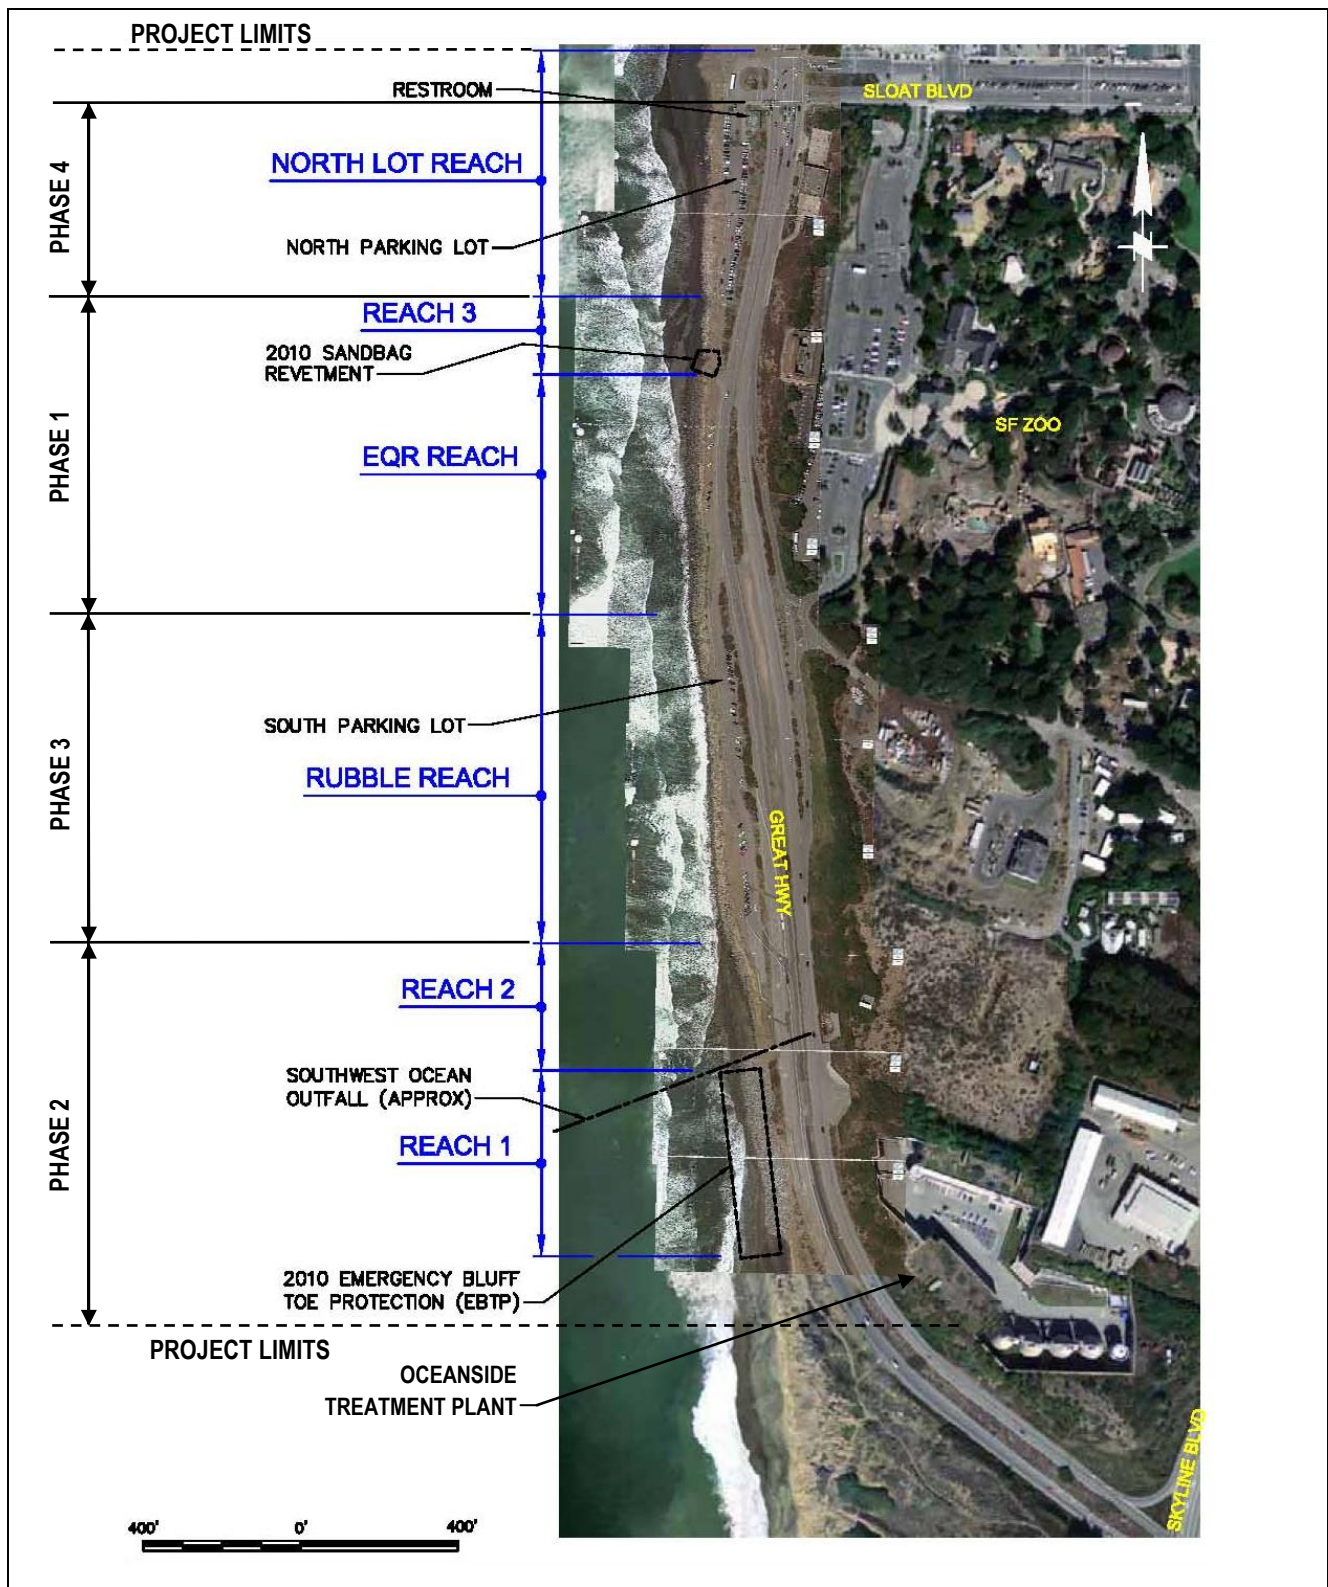 PROJECT LIMITS
RESTROOM
SLOAT BLVD
PHASE 4
NORTH LOT REACH
NORTH PARKING LOT
REACH 3
2010 SANDBAG
REVETMENT
PHASE 1
EQR REACH
SF ZOO
SOUTH PARKING LOT
PHASE 3
RUBBLE REACH
GREAT HWY
REACH 2
SOUTHWEST OCEAN
OUTFALL (APPROX)
PHASE 2
REACH 1
2010 EMERGENCY BLUFF
TOE PROTECTION (EBTP)
PROJECT LIMITS
OCEANSIDE
TREATMENT PLANT
SKYLINE BLVD
400' 0' 400'